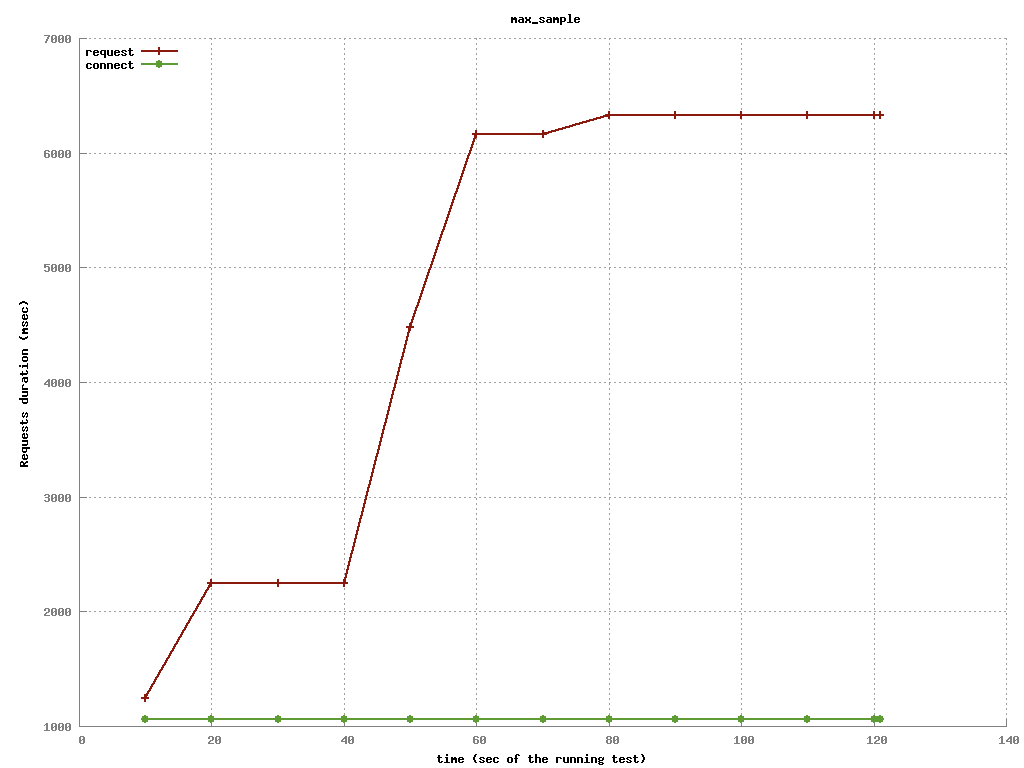 max_sample
7000
request
connect
6000
5000
4000
3000
2000
1000
Requests duration (msec)
0 20 40 60 80 100 120 140
time (sec of the running test)